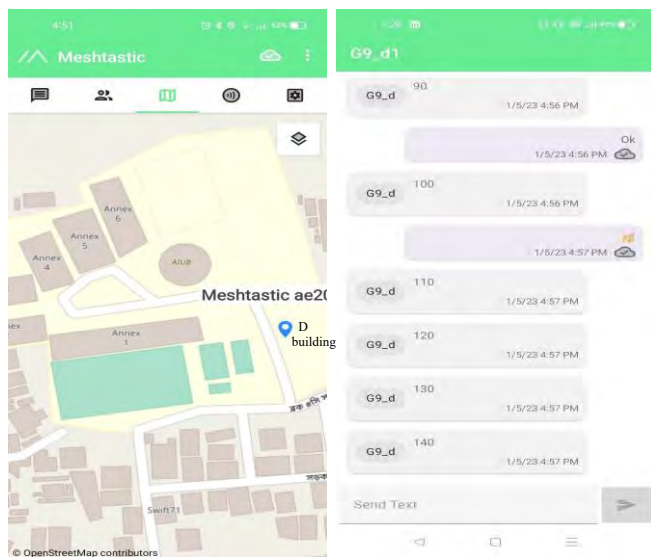 4:51
Meshtastic
Annex
6
Annex
5
Annex
4
AIUB
Meshtastic ae20
D
building
Annex
1
Swift71
© OpenStreetMap contributors
G9_d1
G9_d
90
1/5/23 4:56 PM
Ok
1/5/23 4:56 PM
G9_d
100
1/5/23 4:56 PM
1/5/23 4:57 PM
G9_d
110
1/5/23 4:57 PM
G9_d
120
1/5/23 4:57 PM
G9_d
130
1/5/23 4:57 PM
G9_d
140
1/5/23 4:57 PM
Send Text